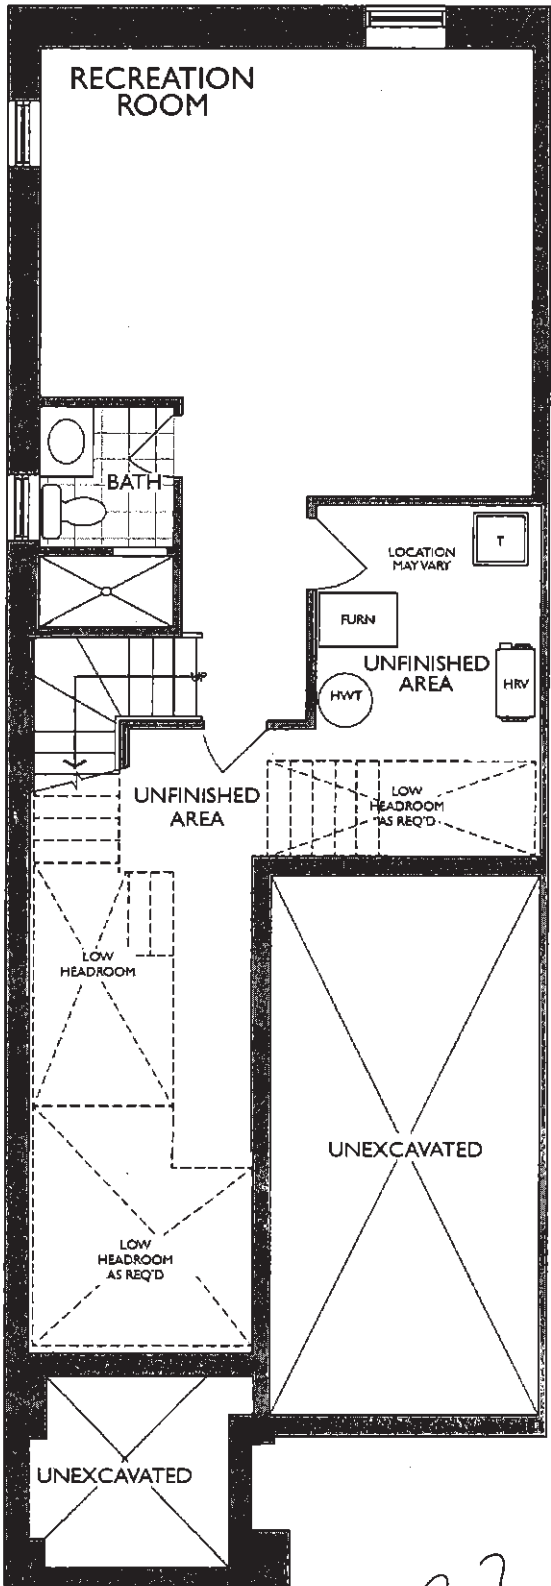 RECREATION
ROOM
BATH
LOCATION
MAY VARY
T
FURN
UNFINISHED
AREA
HRV
HWT
UP
UNFINISHED
AREA
LOW
HEADROOM
AS REQ'D
LOW
HEADROOM
UNEXCAVATED
LOW
HEADROOM
AS REQ'D
UNEXCAVATED